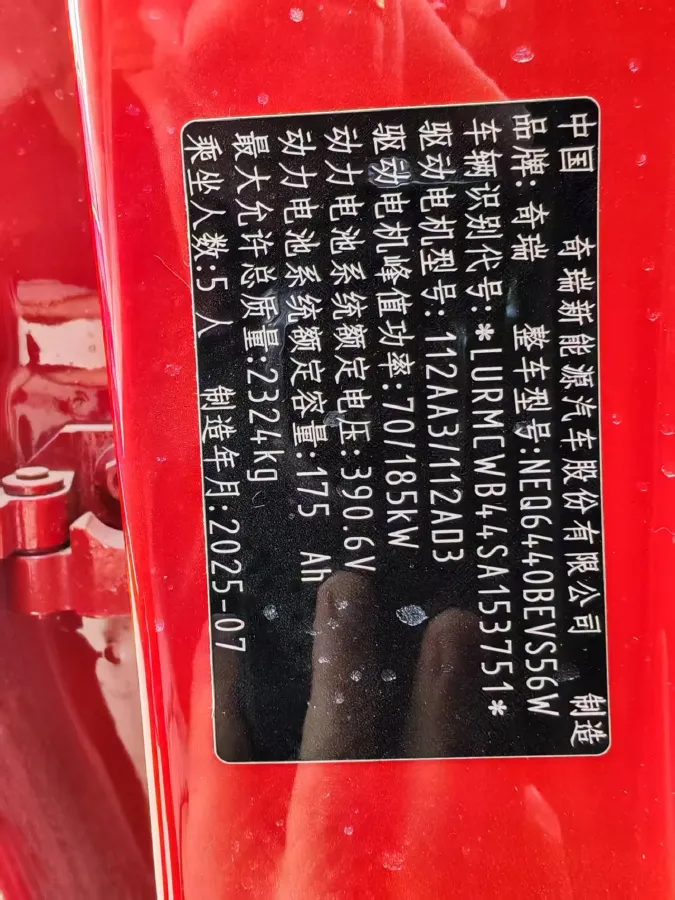 中国 奇瑞新能源汽车股份有限公司 制造
品牌: 奇瑞 整车型号:NEQ6440BEVS56W
车辆识别代号:*LURMCWB44SA153751*
驱动电机型号:112AA3/112AD3
驱动电机峰值功率:70/185kW
动力电池系统额定电压:390.6V
动力电池系统额定容量:175 Ah
最大允许总质量:2324kg
乘坐人数:5 人 制造年月:2025-07